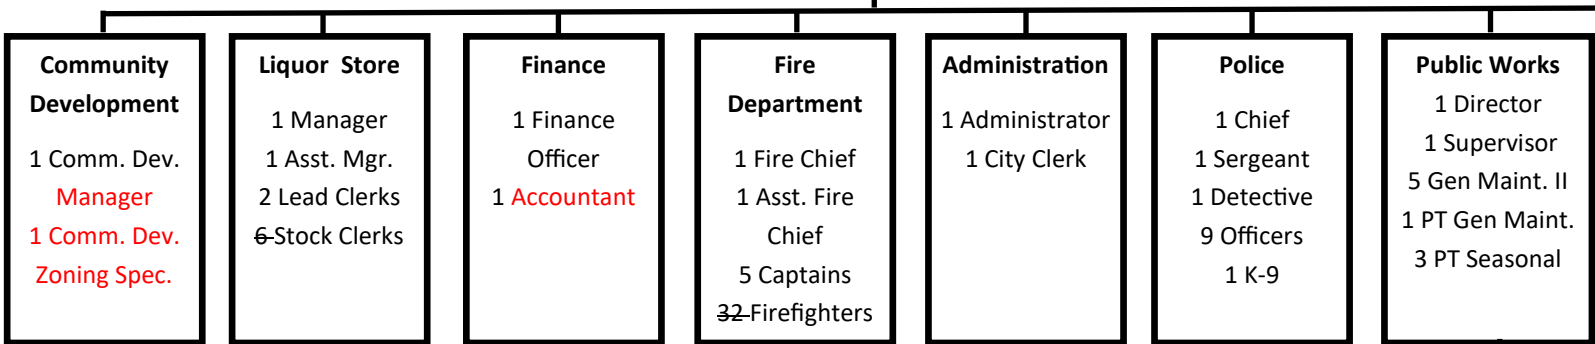 Community
Development
1 Comm. Dev.
Manager
1 Comm. Dev.
Zoning Spec.
Liquor Store
1 Manager
1 Asst. Mgr.
2 Lead Clerks
6 Stock Clerks
Finance
1 Finance
Officer
1 Accountant
Fire
Department
1 Fire Chief
1 Asst. Fire
Chief
5 Captains
32 Firefighters
Administration
1 Administrator
1 City Clerk
Police
1 Chief
1 Sergeant
1 Detective
9 Officers
1 K-9
Public Works
1 Director
1 Supervisor
5 Gen Maint. II
1 PT Gen Maint.
3 PT Seasonal